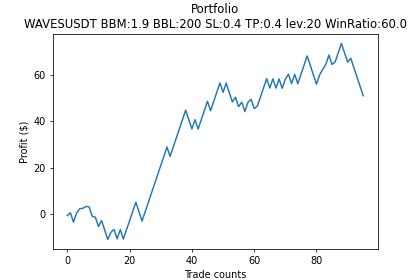 Portfolio
WAVESUSDT BBM:1.9 BBL:200 SL:0.4 TP:0.4 lev:20 WinRatio:60.0
60
40
20
0
Profit ($)
0 20 40 60 80
Trade counts